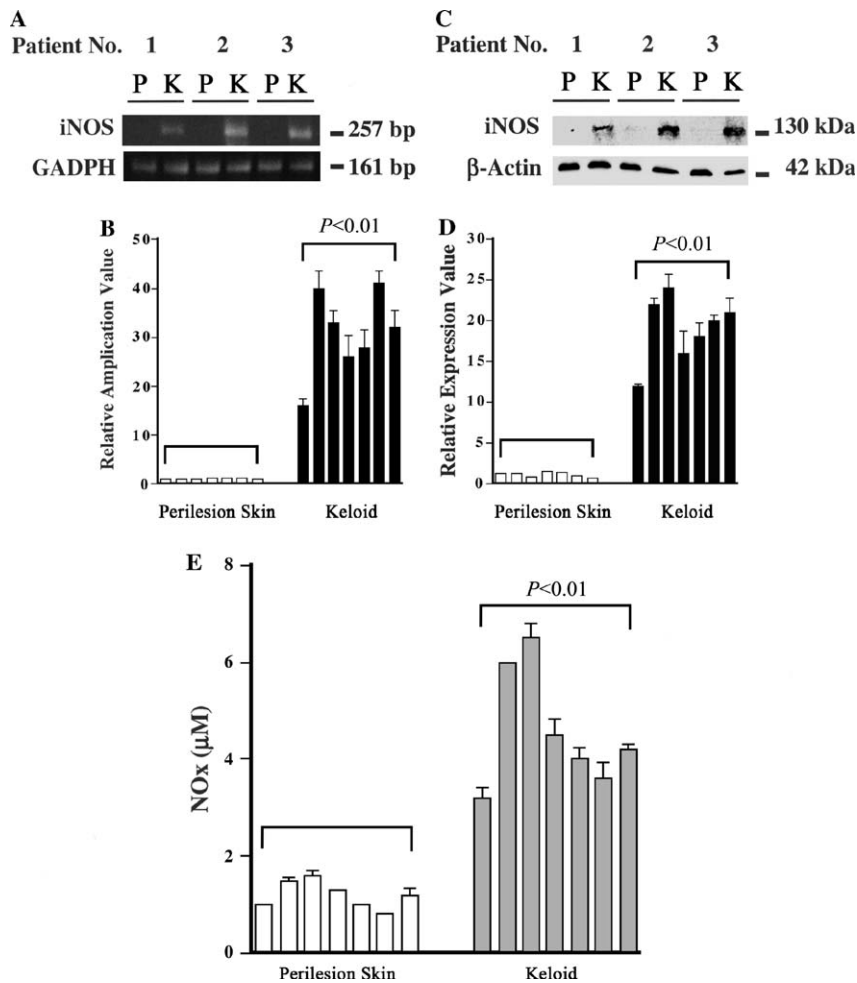 A
Patient No. 1 2 3
P K P K P K
iNOS 257 bp
GADPH 161 bp
C
Patient No. 1 2 3
P K P K P K
iNOS 130 kDa
β-Actin 42 kDa
B
Relative Amplication Value
50
40
30
20
10
0
P<0.01
Perilesion Skin Keloid
D
Relative Expression Value
30
25
20
15
10
5
0
P<0.01
Perilesion Skin Keloid
E
NOx (μM)
8
6
4
2
0
P<0.01
Perilesion Skin Keloid